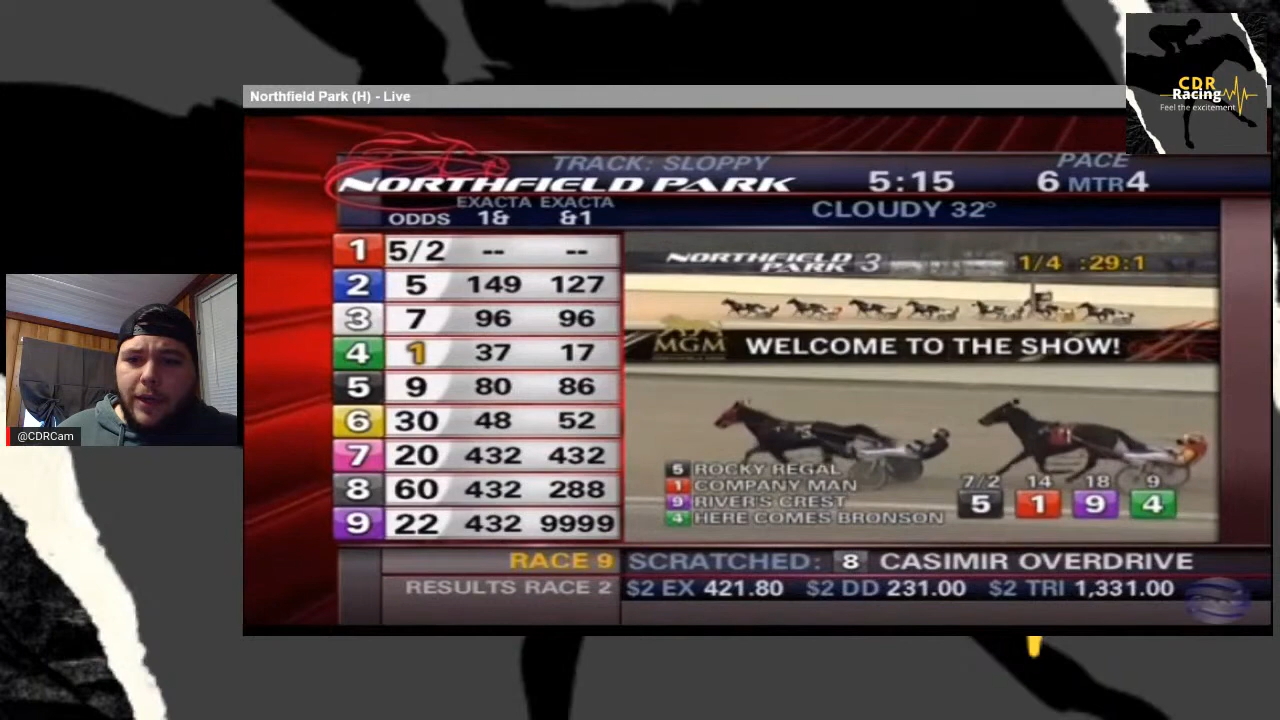 CDR
Racing
Feel the excitement
Northfield Park (H) - Live
TRACK: SLOPPY
PACE
NORTHFIELD PARK
5:15
6 MTR 4
EXACTA EXACTA
ODDS 1& &1
CLOUDY 32°
1 5/2 -- --
2 5 149 127
3 7 96 96
4 1 37 17
5 9 80 86
6 30 48 52
7 20 432 432
8 60 432 288
9 22 432 9999
NORTHFIELD
PARK 3
1/4 :29:1
MGM
WELCOME TO THE SHOW!
5 ROCKY REGAL
1 COMPANY MAN
9 RIVER'S CREST
4 HERE COMES BRONSON
7/2 14 18 9
5 1 9 4
@CDRCam
RACE 9 SCRATCHED: 8 CASIMIR OVERDRIVE
RESULTS RACE 2 $2 EX 421.80 $2 DD 231.00 $2 TRI 1,331.00